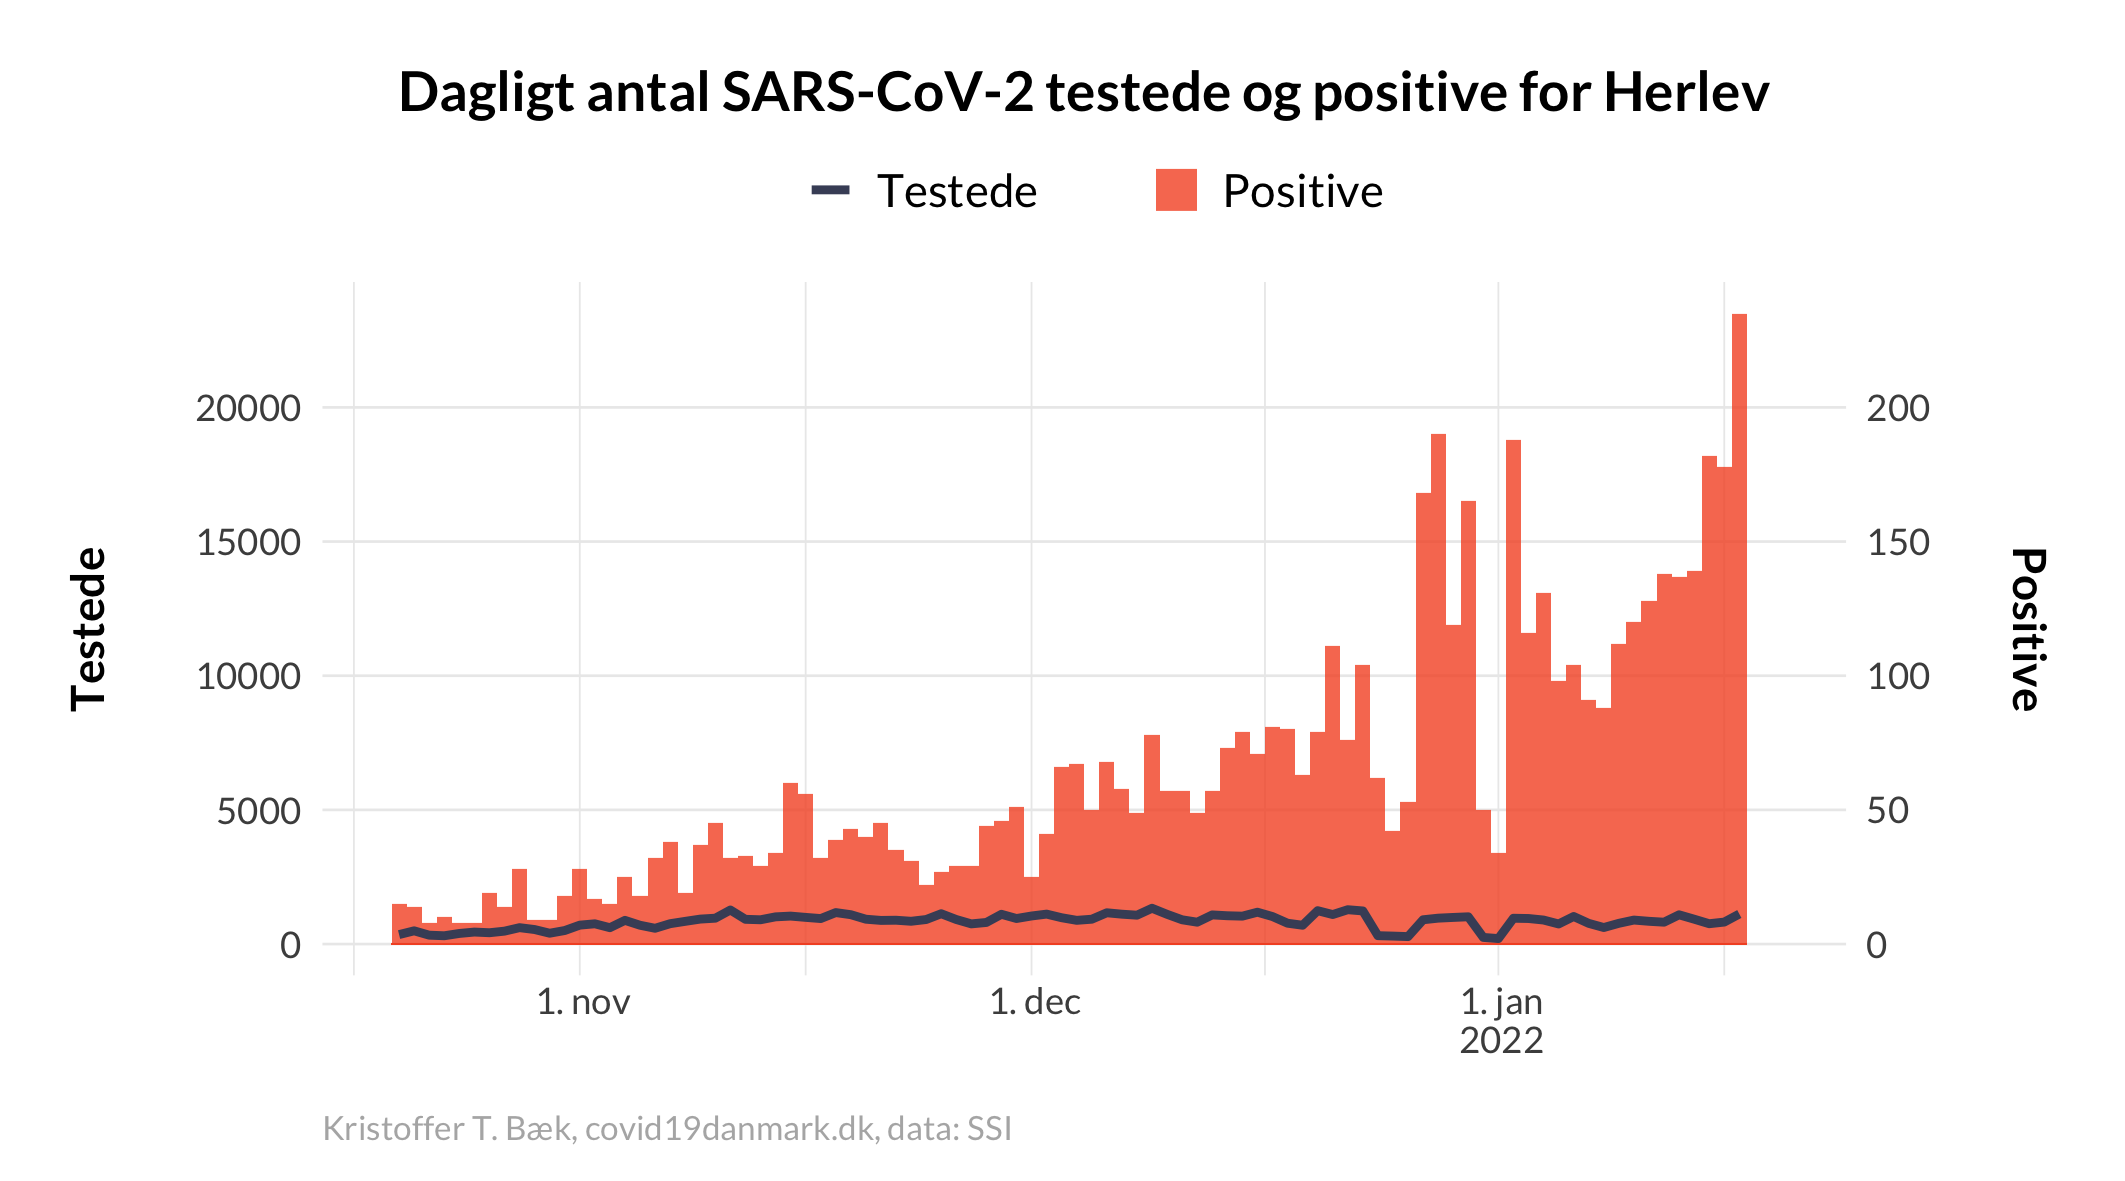 Dagligt antal SARS-CoV-2 testede og positive for Herlev
Testede
Positive
20000
15000
10000
5000
0
200
150
100
50
0
Testede
Positive
1. nov
1. dec
1. jan
2022
Kristoffer T. Bæk, covid19danmark.dk, data: SSI